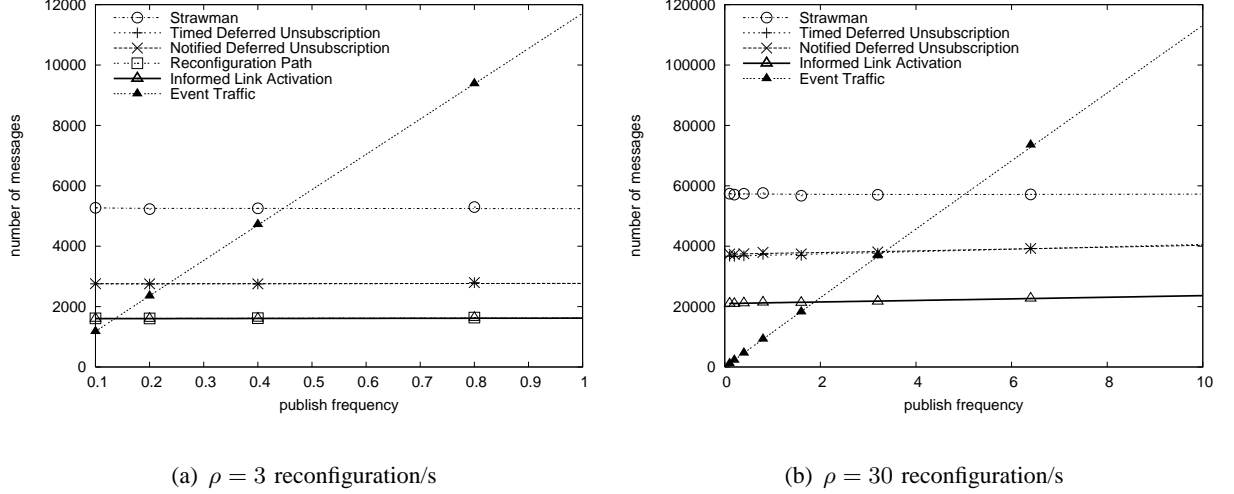 12000
10000
8000
6000
4000
2000
0
number of messages
Strawman
Timed Deferred Unsubscription
Notified Deferred Unsubscription
Reconfiguration Path
Informed Link Activation
Event Traffic
0.1 0.2 0.3 0.4 0.5 0.6 0.7 0.8 0.9 1
publish frequency
(a) ρ = 3 reconfiguration/s
120000
100000
80000
60000
40000
20000
0
number of messages
Strawman
Timed Deferred Unsubscription
Notified Deferred Unsubscription
Informed Link Activation
Event Traffic
0 2 4 6 8 10
publish frequency
(b) ρ = 30 reconfiguration/s